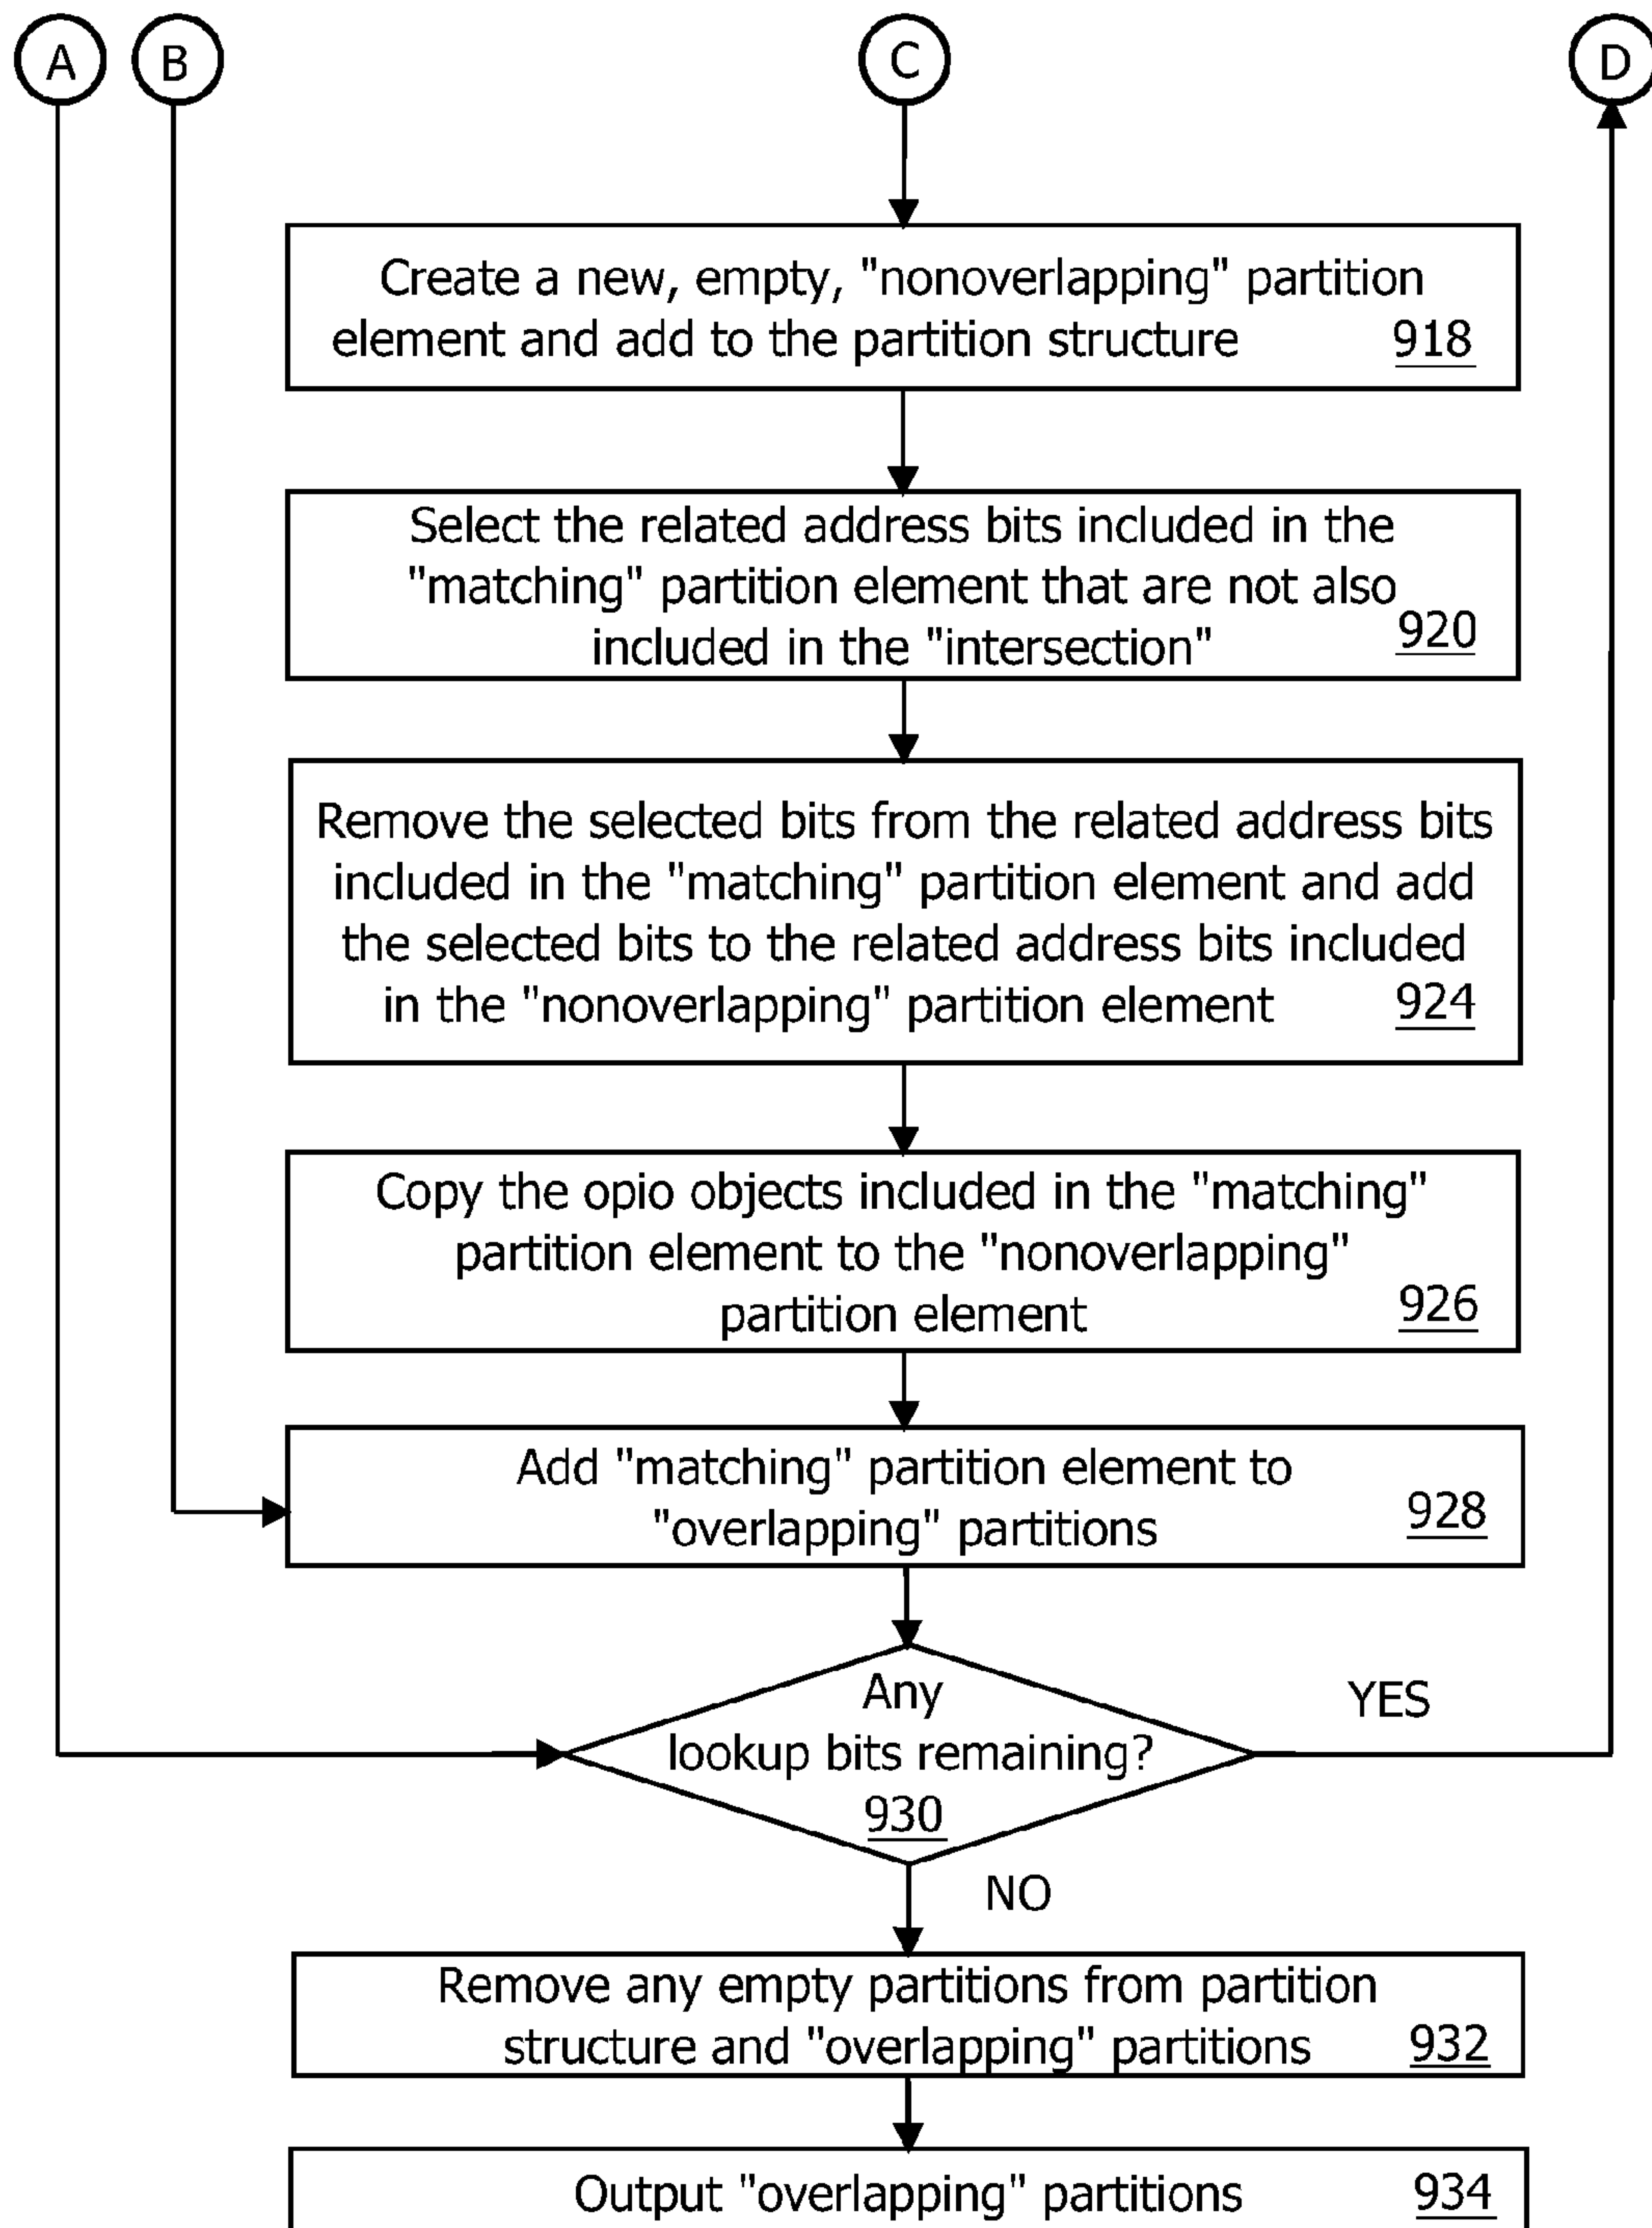 A B C D
Create a new, empty, "nonoverlapping" partition
element and add to the partition structure 918
Select the related address bits included in the
"matching" partition element that are not also
included in the "intersection" 920
Remove the selected bits from the related address bits
included in the "matching" partition element and add
the selected bits to the related address bits included
in the "nonoverlapping" partition element 924
Copy the opio objects included in the "matching"
partition element to the "nonoverlapping"
partition element 926
Add "matching" partition element to
"overlapping" partitions 928
Any
lookup bits remaining?
930
YES
NO
Remove any empty partitions from partition
structure and "overlapping" partitions 932
Output "overlapping" partitions 934